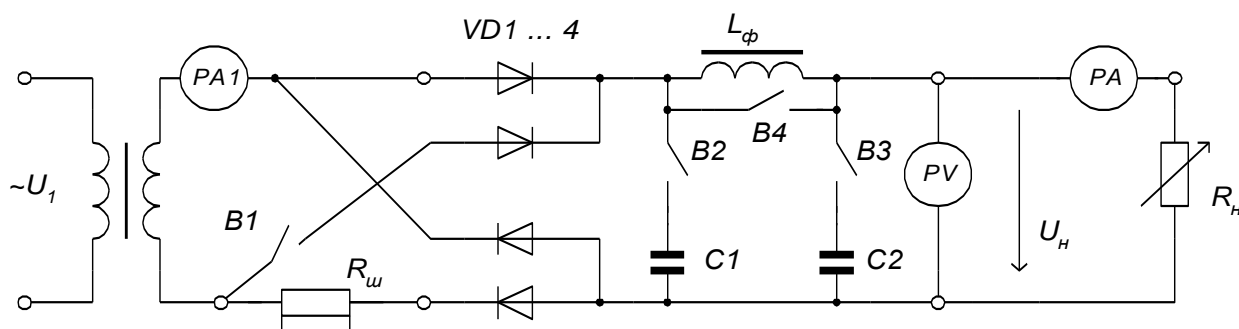 VD1 ... 4
Lф
PA1
PA
B4
B2
B3
PV
~U1
B1
Rн
Uн
Rш
C1
C2